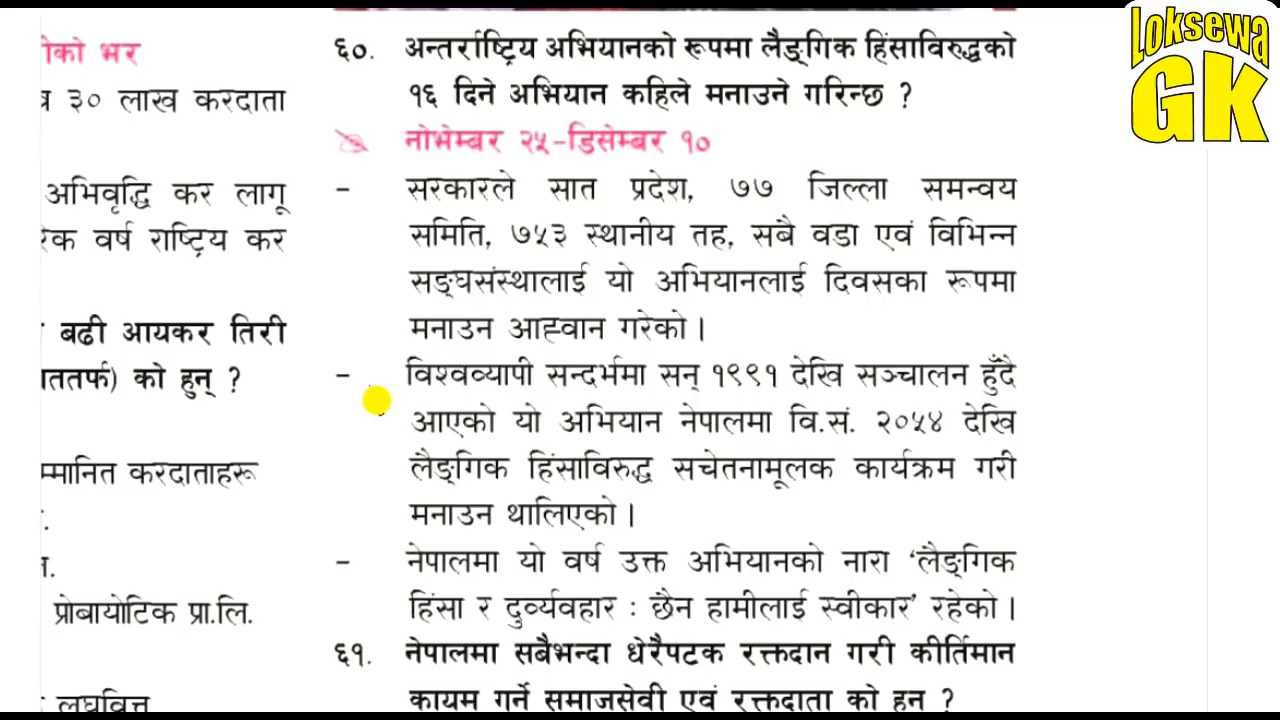 Loksewa
GK
ीको भर
३० लाख करदाता
अभिवृद्धि कर लागू
रेक वर्ष राष्ट्रिय कर
बढी आयकर तिरी
ाततर्फ) को हुन् ?
म्मानित करदाताहरू
प्रोबायोटिक प्रा.लि.
लघुवित्त
६०. अन्तर्राष्ट्रिय अभियानको रूपमा लैङ्गिक हिंसाविरुद्धको
१६ दिने अभियान कहिले मनाउने गरिन्छ ?
नोभेम्बर २५-डिसेम्बर १०
- सरकारले सात प्रदेश, ७७ जिल्ला समन्वय
समिति, ७५३ स्थानीय तह, सबै वडा एवं विभिन्न
सङ्घसंस्थालाई यो अभियानलाई दिवसका रूपमा
मनाउन आह्वान गरेको ।
- विश्वव्यापी सन्दर्भमा सन् १९९१ देखि सञ्चालन हुँदै
आएको यो अभियान नेपालमा वि.सं. २०५४ देखि
लैङ्गिक हिंसाविरुद्ध सचेतनामूलक कार्यक्रम गरी
मनाउन थालिएको ।
- नेपालमा यो वर्ष उक्त अभियानको नारा ‘लैङ्गिक
हिंसा र दुर्व्यवहार : छैन हामीलाई स्वीकार’ रहेको ।
६१. नेपालमा सबैभन्दा धेरैपटक रक्तदान गरी कीर्तिमान
कायम गर्ने समाजसेवी एवं रक्तदाता को हुन् ?